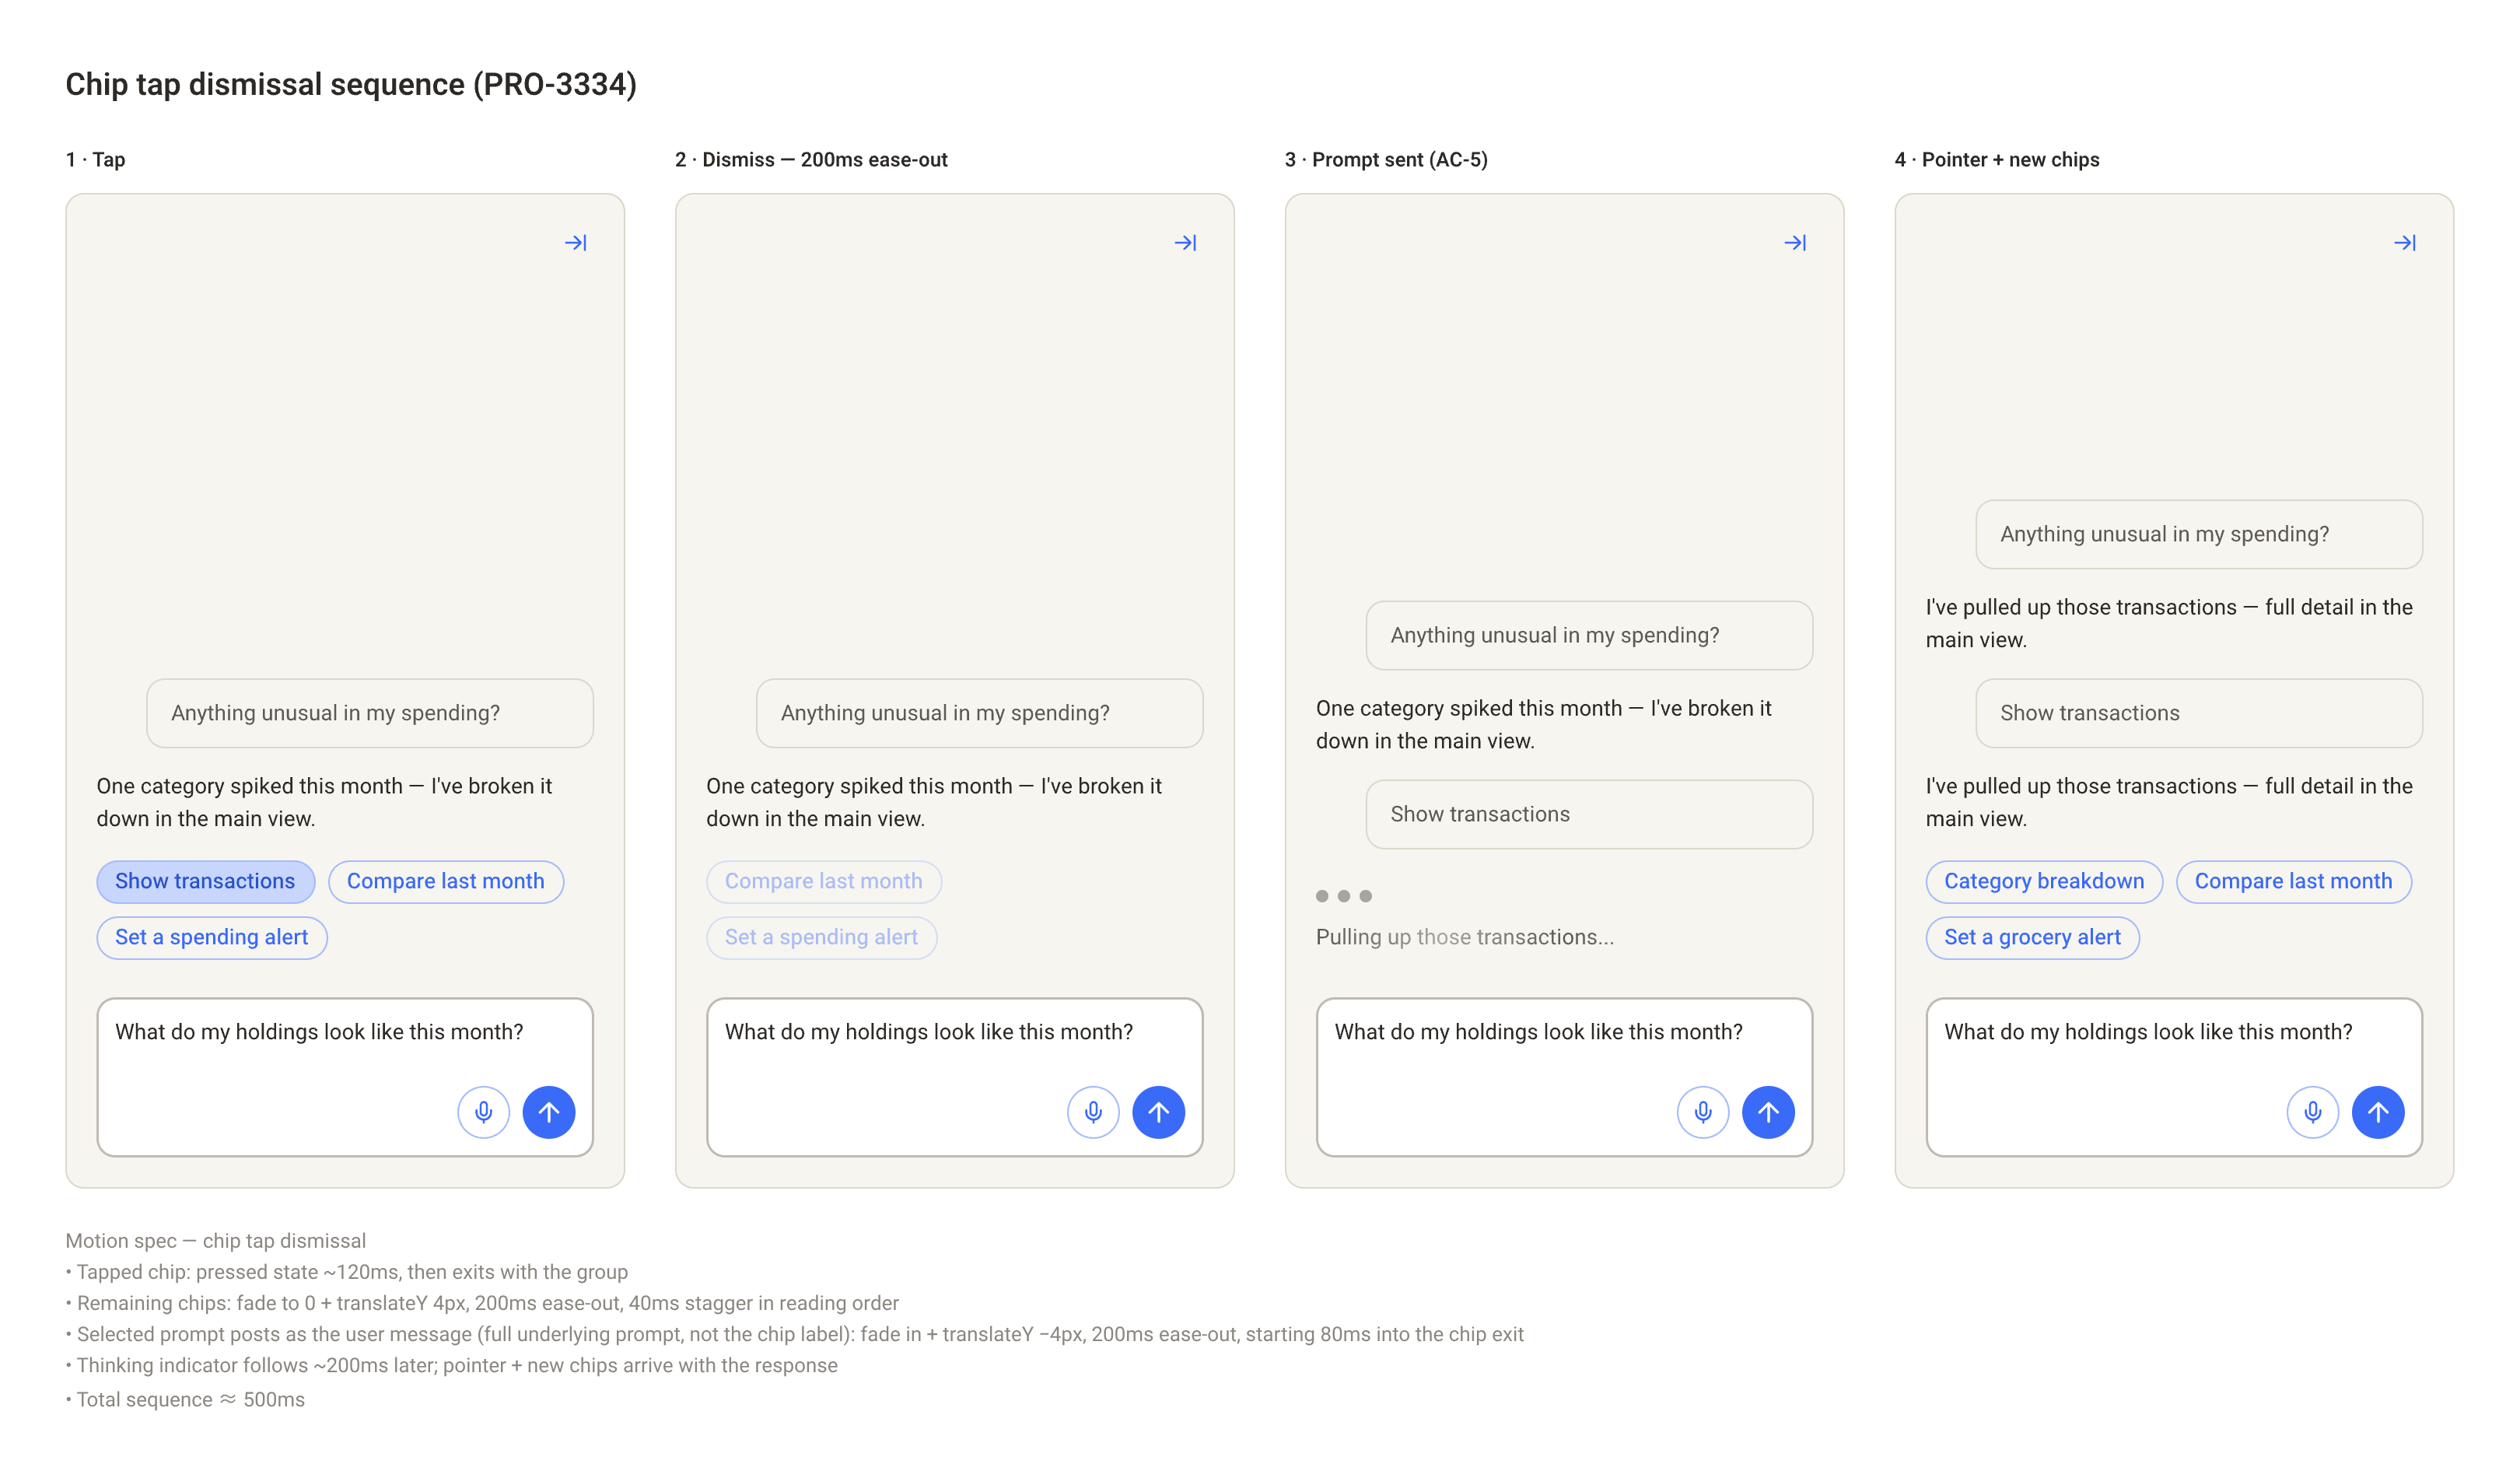 Chip tap dismissal sequence (PRO-3334)
1 · Tap
Anything unusual in my spending?
One category spiked this month — I've broken it
down in the main view.
Show transactions
Compare last month
Set a spending alert
What do my holdings look like this month?
2 · Dismiss — 200ms ease-out
Anything unusual in my spending?
One category spiked this month — I've broken it
down in the main view.
Compare last month
Set a spending alert
What do my holdings look like this month?
3 · Prompt sent (AC-5)
Anything unusual in my spending?
One category spiked this month — I've broken it
down in the main view.
Show transactions
Pulling up those transactions...
What do my holdings look like this month?
4 · Pointer + new chips
Anything unusual in my spending?
I've pulled up those transactions — full detail in the
main view.
Show transactions
I've pulled up those transactions — full detail in the
main view.
Category breakdown
Compare last month
Set a grocery alert
What do my holdings look like this month?
Motion spec — chip tap dismissal
• Tapped chip: pressed state ~120ms, then exits with the group
• Remaining chips: fade to 0 + translateY 4px, 200ms ease-out, 40ms stagger in reading order
• Selected prompt posts as the user message (full underlying prompt, not the chip label): fade in + translateY −4px, 200ms ease-out, starting 80ms into the chip exit
• Thinking indicator follows ~200ms later; pointer + new chips arrive with the response
• Total sequence ≈ 500ms